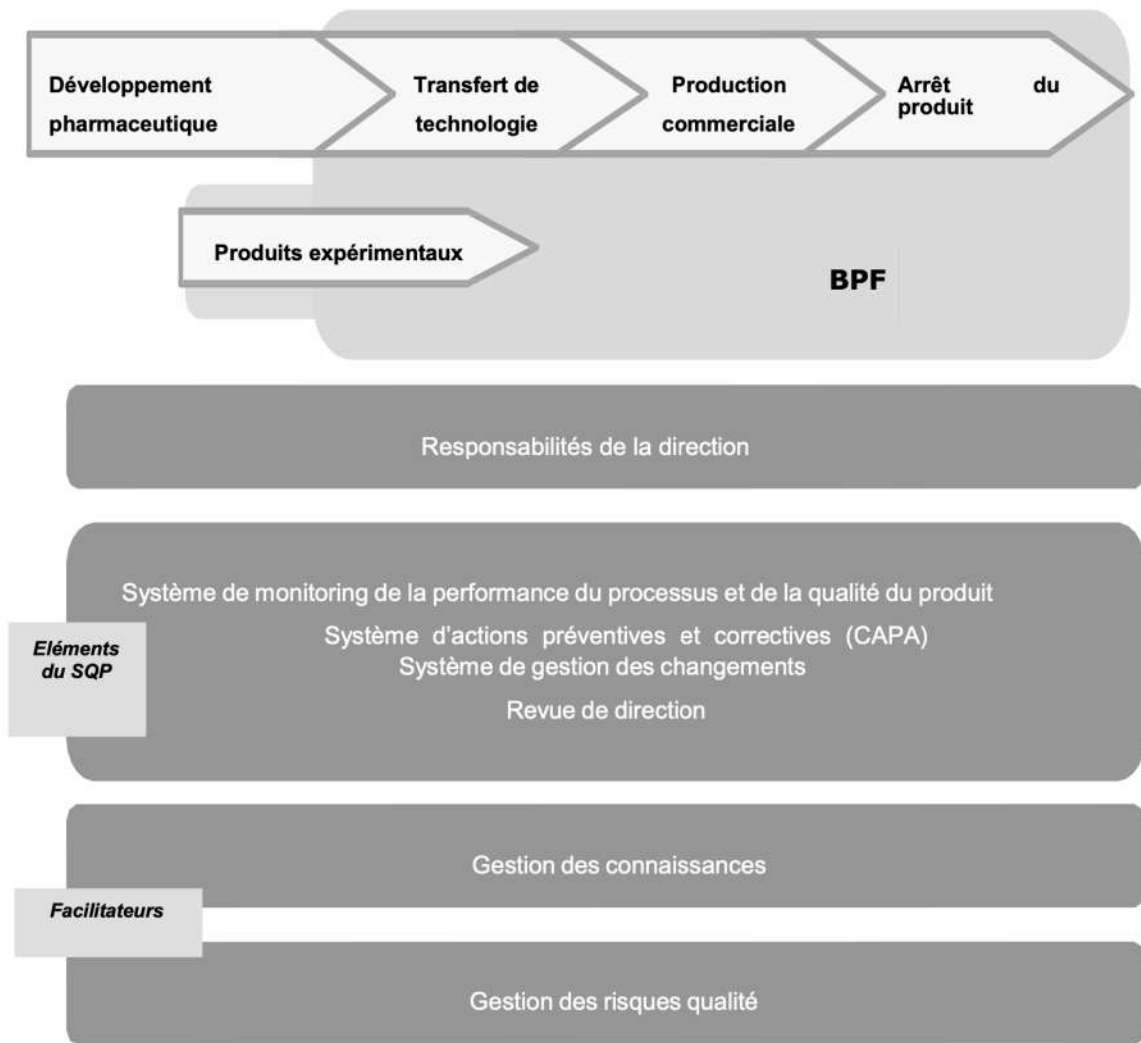 Développement
pharmaceutique
Transfert de
technologie
Production
commerciale
Arrêt du
produit
Produits expérimentaux
BPF
Responsabilités de la direction
Système de monitoring de la performance du processus et de la qualité du produit
Système d'actions préventives et correctives (CAPA)
Système de gestion des changements
Revue de direction
Eléments
du SQP
Gestion des connaissances
Facilitateurs
Gestion des risques qualité